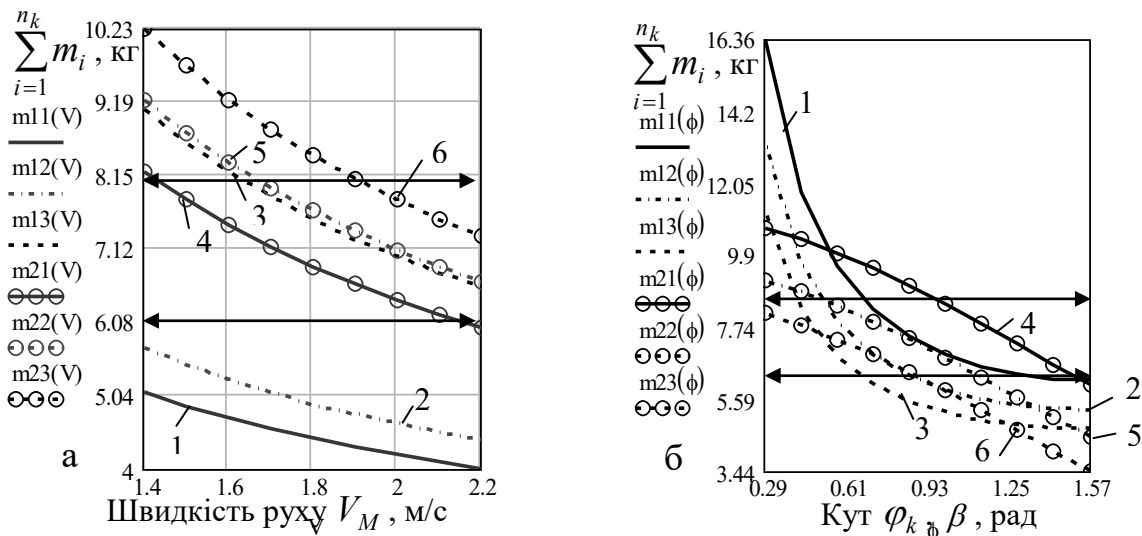 10.23
n_k
∑ m_i , кг
i=1
9.19
m11(V)
8.15
m12(V)
m13(V)
7.12
m21(V)
6.08
m22(V)
5.04
m23(V)
4
1
2
3
4
5
6
а
1.4 1.6 1.8 2 2.2
Швидкість руху V_M , м/с
V
16.36
n_k
∑ m_i , кг
i=1
14.2
m11(ϕ)
12.05
m12(ϕ)
m13(ϕ)
9.9
m21(ϕ)
7.74
m22(ϕ)
5.59
m23(ϕ)
3.44
1
4
2
3
6
5
б
0.29 0.61 0.93 1.25 1.57
Кут φ_k , β , рад
ϕ